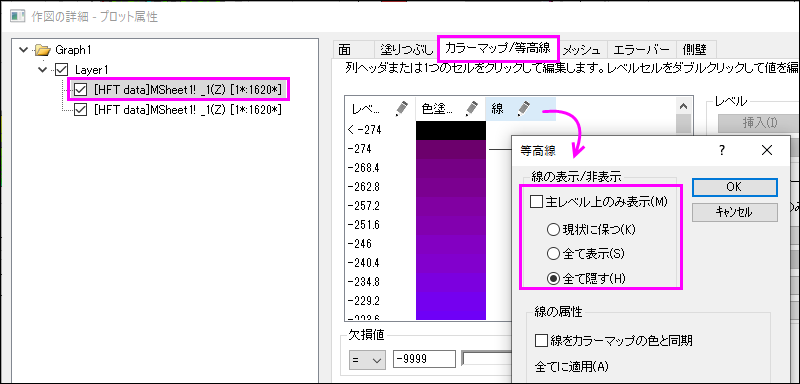 作図の詳細 - プロット属性
Graph1
Layer1
[HFT data]MSheet1! _1(Z) [1*:1620*]
[HFT data]MSheet1! _1(Z) [1*:1620*]
面 塗りつぶし カラーマップ/等高線 メッシュ エラーバー 側壁
列ヘッダまたは1つのセルをクリックして編集します。レベルセルをダブルクリックして値を編
レベ... 色塗... 線
< -274
-274
-268.4
-262.8
-257.2
-251.6
-246
-240.4
-234.8
-229.2
-223.6
欠損値
= -9999
レベル
挿入(I)
等高線 ? ×
線の表示/非表示
主レベル上のみ表示(M)
現状に保つ(K)
全て表示(S)
全て隠す(H)
OK
キャンセル
線の属性
線をカラーマップの色と同期
全てに適用(A)